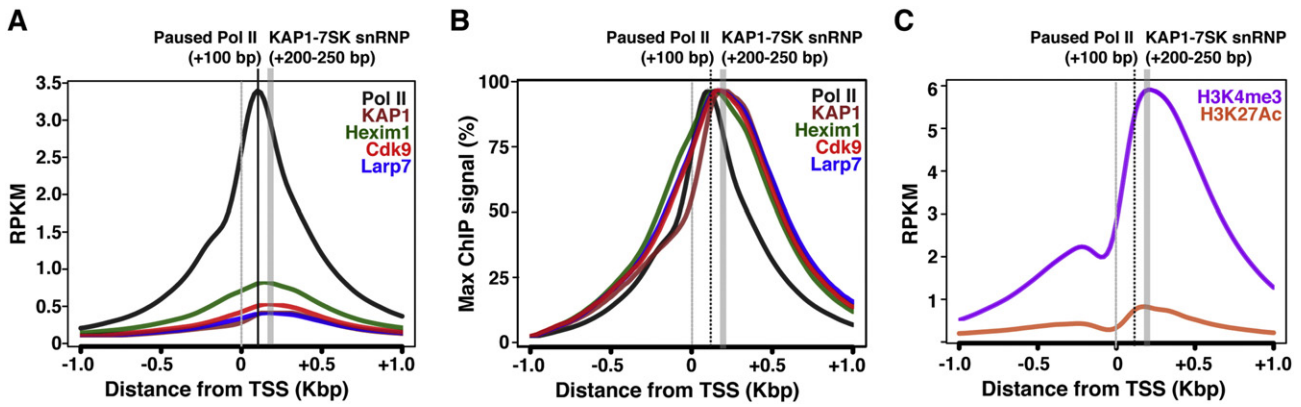 A
Paused Pol II
(+100 bp)
KAP1-7SK snRNP
(+200-250 bp)
RPKM
3.5
3.0
2.5
2.0
1.5
1.0
0.5
0
Pol II
KAP1
Hexim1
Cdk9
Larp7
-1.0
-0.5
0
+0.5
+1.0
Distance from TSS (Kbp)
B
Paused Pol II
(+100 bp)
KAP1-7SK snRNP
(+200-250 bp)
Max ChIP signal (%)
100
75
50
25
0
Pol II
KAP1
Hexim1
Cdk9
Larp7
-1.0
-0.5
0
+0.5
+1.0
Distance from TSS (Kbp)
C
Paused Pol II
(+100 bp)
KAP1-7SK snRNP
(+200-250 bp)
RPKM
6
5
4
3
2
1
H3K4me3
H3K27Ac
-1.0
-0.5
0
+0.5
+1.0
Distance from TSS (Kbp)